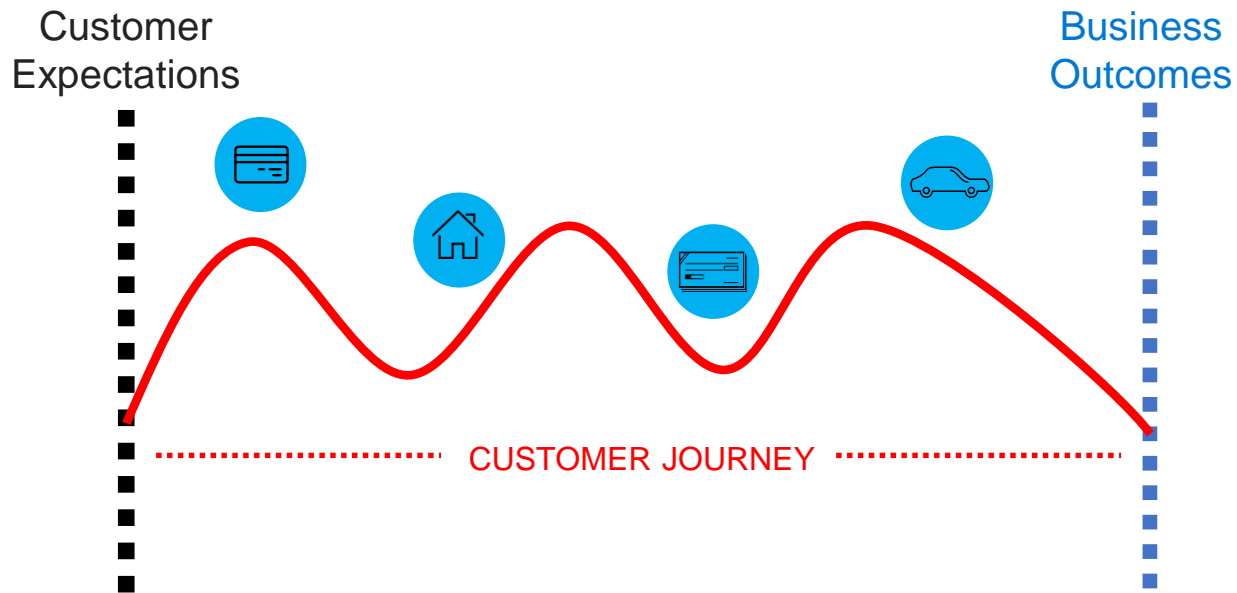 Customer
Expectations
Business
Outcomes
CUSTOMER JOURNEY